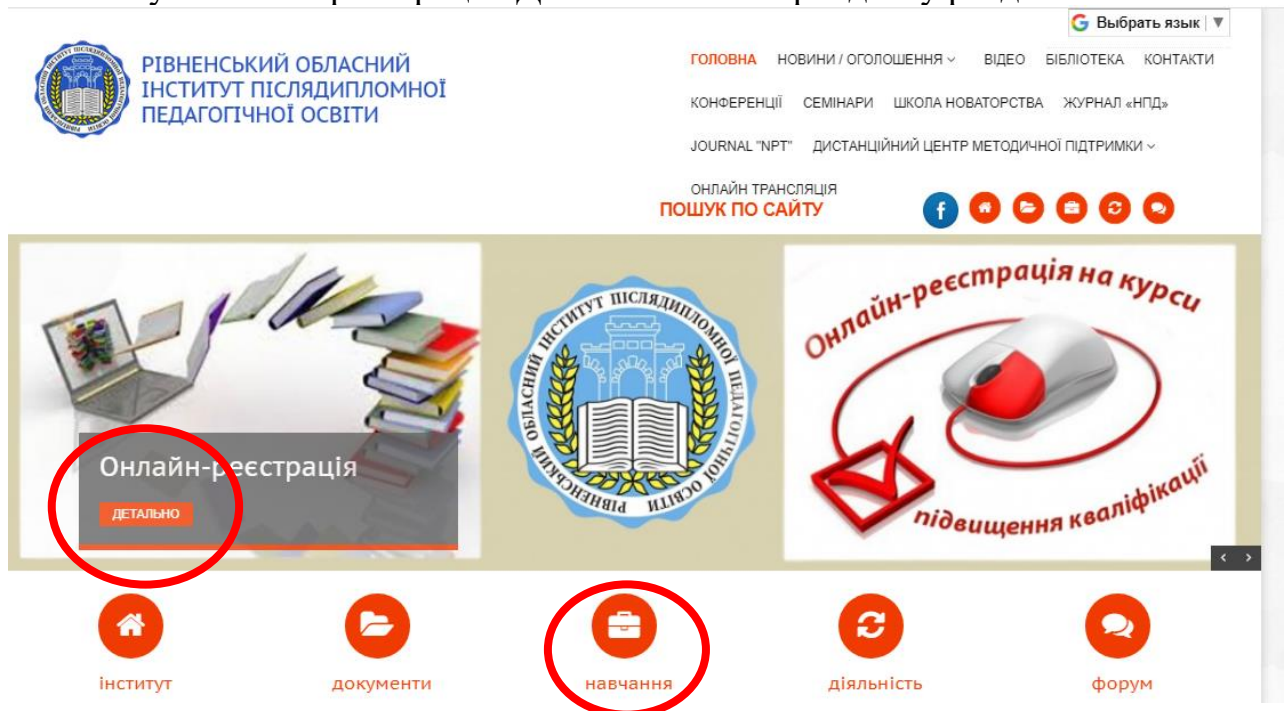 Выбрать язык
РІВНЕНСЬКИЙ ОБЛАСНИЙ
ІНСТИТУТ ПІСЛЯДИПЛОМНОЇ
ПЕДАГОГІЧНОЇ ОСВІТИ
ГОЛОВНА НОВИНИ / ОГОЛОШЕННЯ ВІДЕО БІБЛІОТЕКА КОНТАКТИ
КОНФЕРЕНЦІЇ СЕМІНАРИ ШКОЛА НОВАТОРСТВА ЖУРНАЛ «НПД»
JOURNAL "NPT" ДИСТАНЦІЙНИЙ ЦЕНТР МЕТОДИЧНОЇ ПІДТРИМКИ
ОНЛАЙН ТРАНСЛЯЦІЯ
ПОШУК ПО САЙТУ
Онлайн-реєстрація
ДЕТАЛЬНО
РІВНЕНСЬКИЙ ОБЛАСНИЙ ІНСТИТУТ ПІСЛЯДИПЛОМНОЇ ПЕДАГОГІЧНОЇ ОСВІТИ
Онлайн-реєстрація на курси
підвищення кваліфікації
інститут
документи
навчання
діяльність
форум